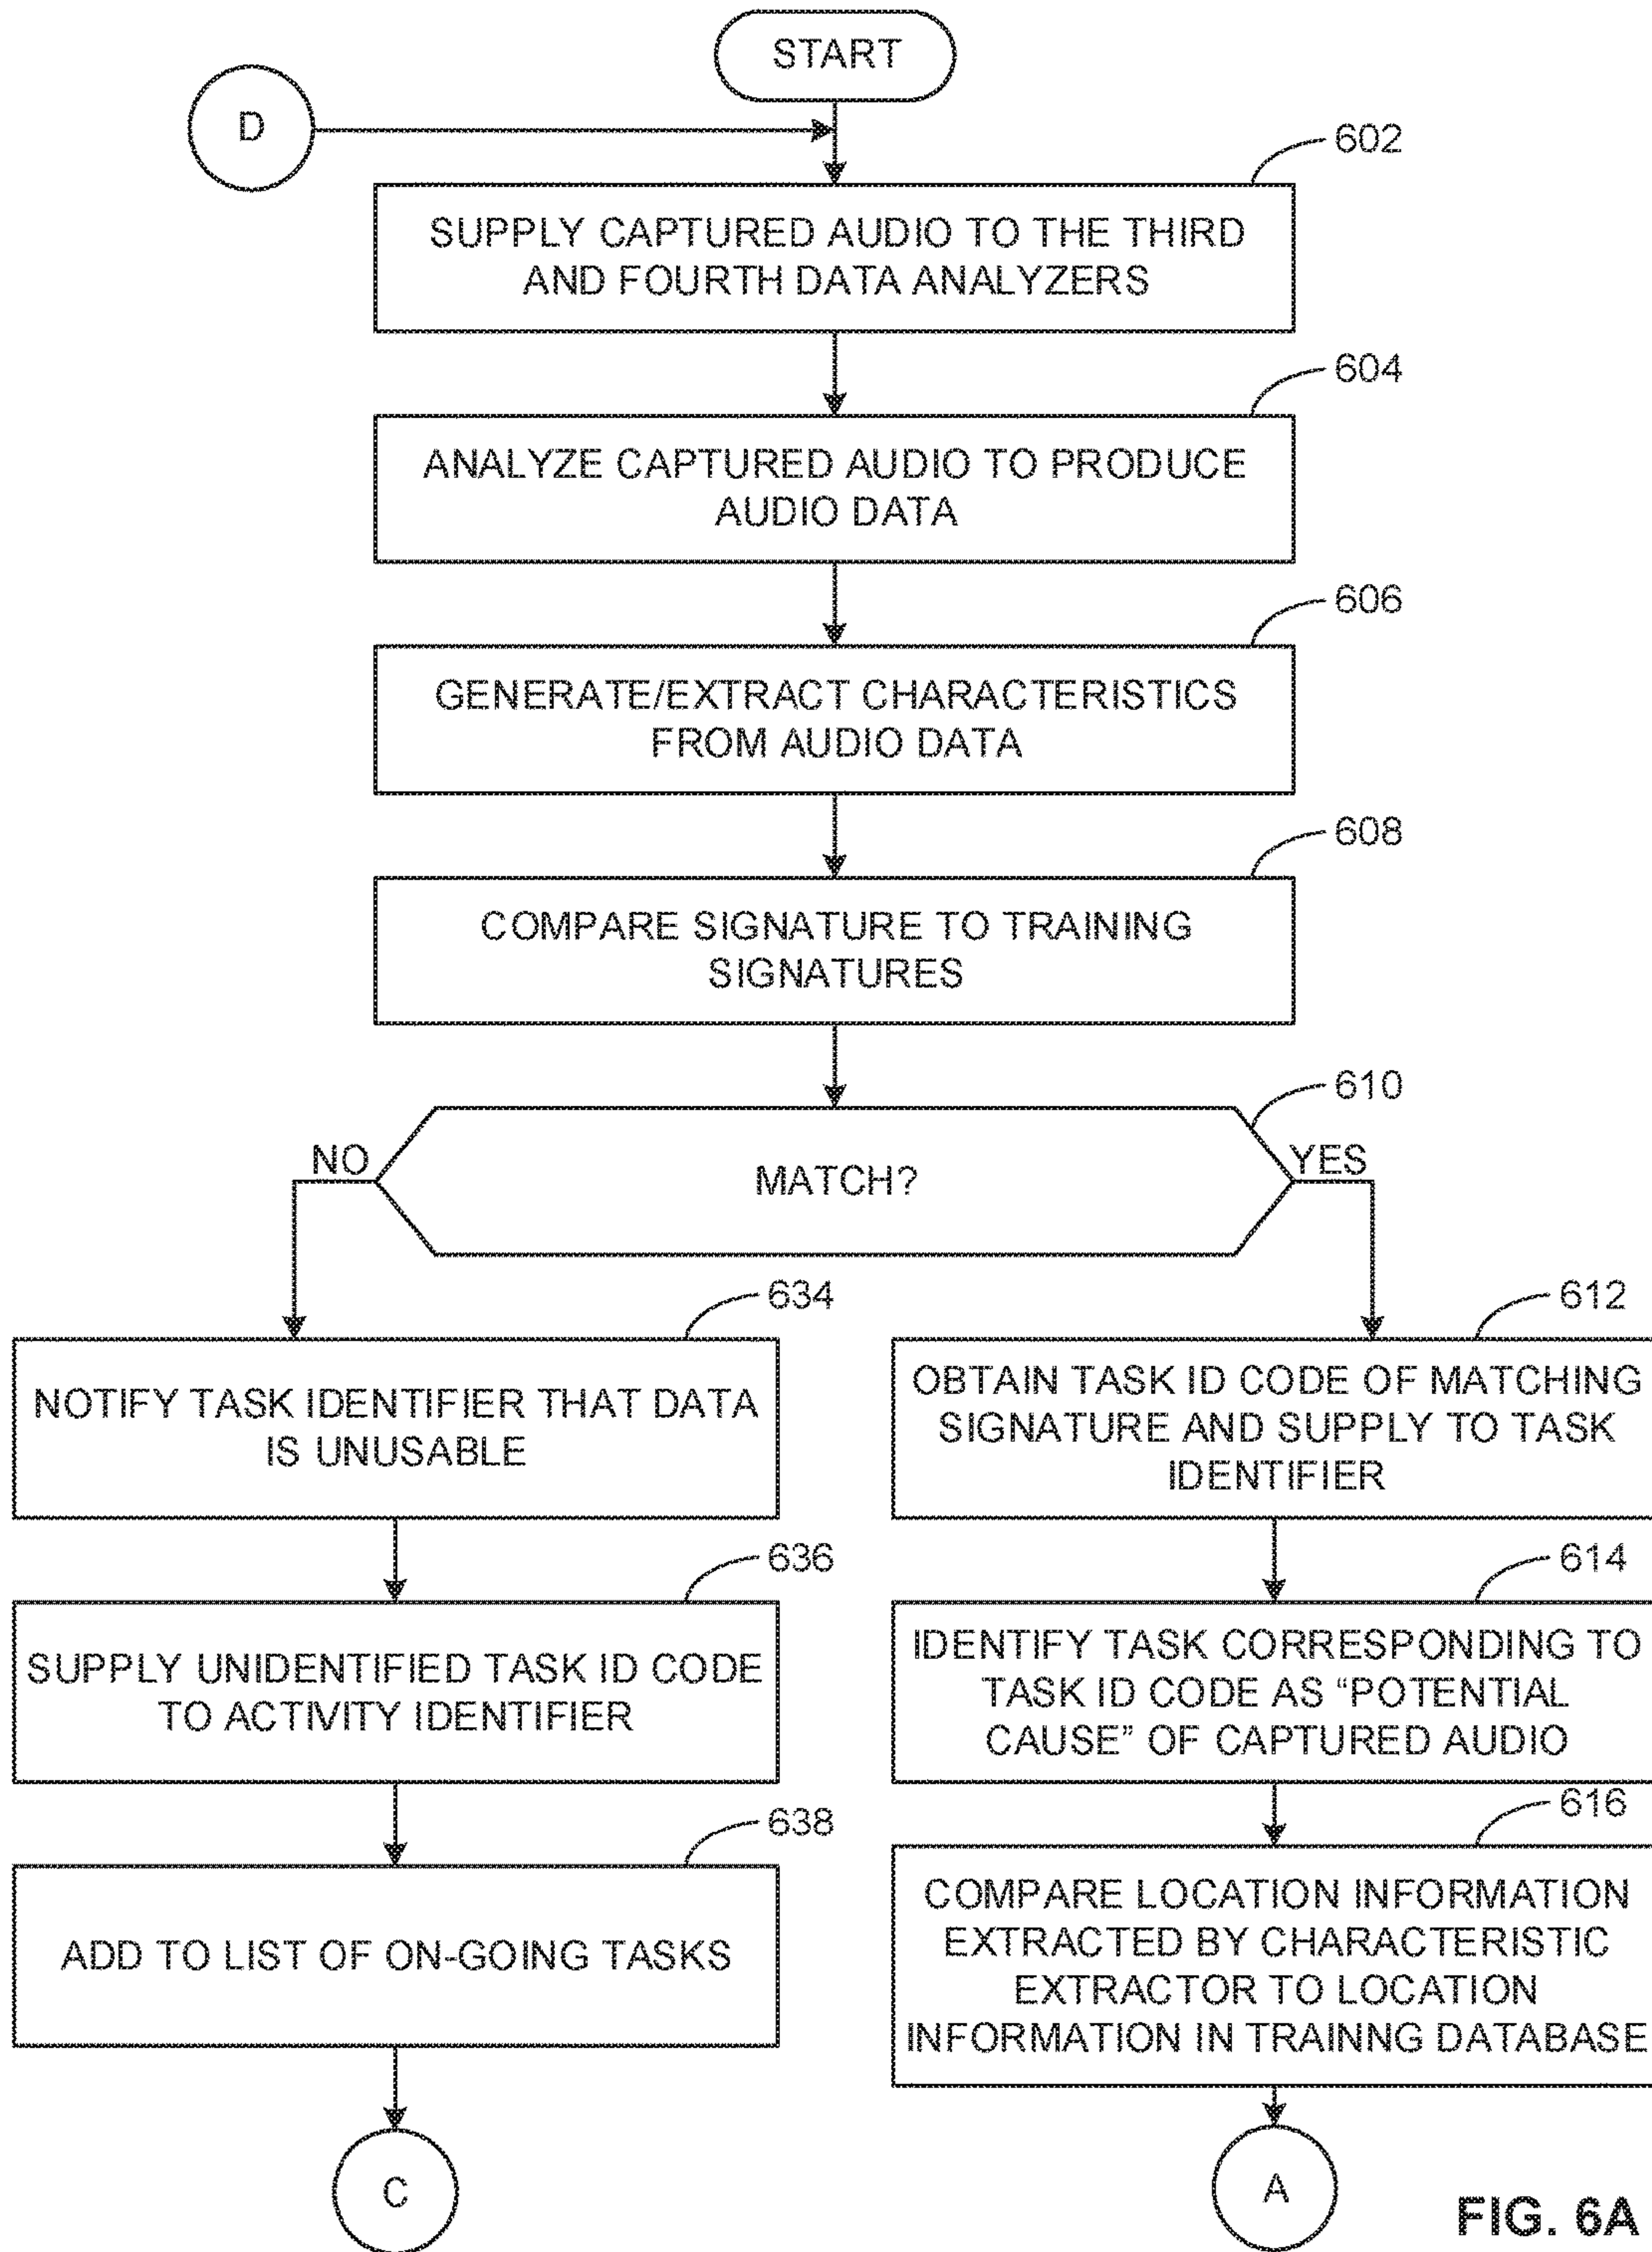 START
D
602
SUPPLY CAPTURED AUDIO TO THE THIRD
AND FOURTH DATA ANALYZERS
604
ANALYZE CAPTURED AUDIO TO PRODUCE
AUDIO DATA
606
GENERATE/EXTRACT CHARACTERISTICS
FROM AUDIO DATA
608
COMPARE SIGNATURE TO TRAINING
SIGNATURES
610
MATCH?
NO
YES
634
NOTIFY TASK IDENTIFIER THAT DATA
IS UNUSABLE
636
SUPPLY UNIDENTIFIED TASK ID CODE
TO ACTIVITY IDENTIFIER
638
ADD TO LIST OF ON-GOING TASKS
C
612
OBTAIN TASK ID CODE OF MATCHING
SIGNATURE AND SUPPLY TO TASK
IDENTIFIER
614
IDENTIFY TASK CORRESPONDING TO
TASK ID CODE AS “POTENTIAL
CAUSE” OF CAPTURED AUDIO
616
COMPARE LOCATION INFORMATION
EXTRACTED BY CHARACTERISTIC
EXTRACTOR TO LOCATION
INFORMATION IN TRAINNG DATABASE
A
FIG. 6A